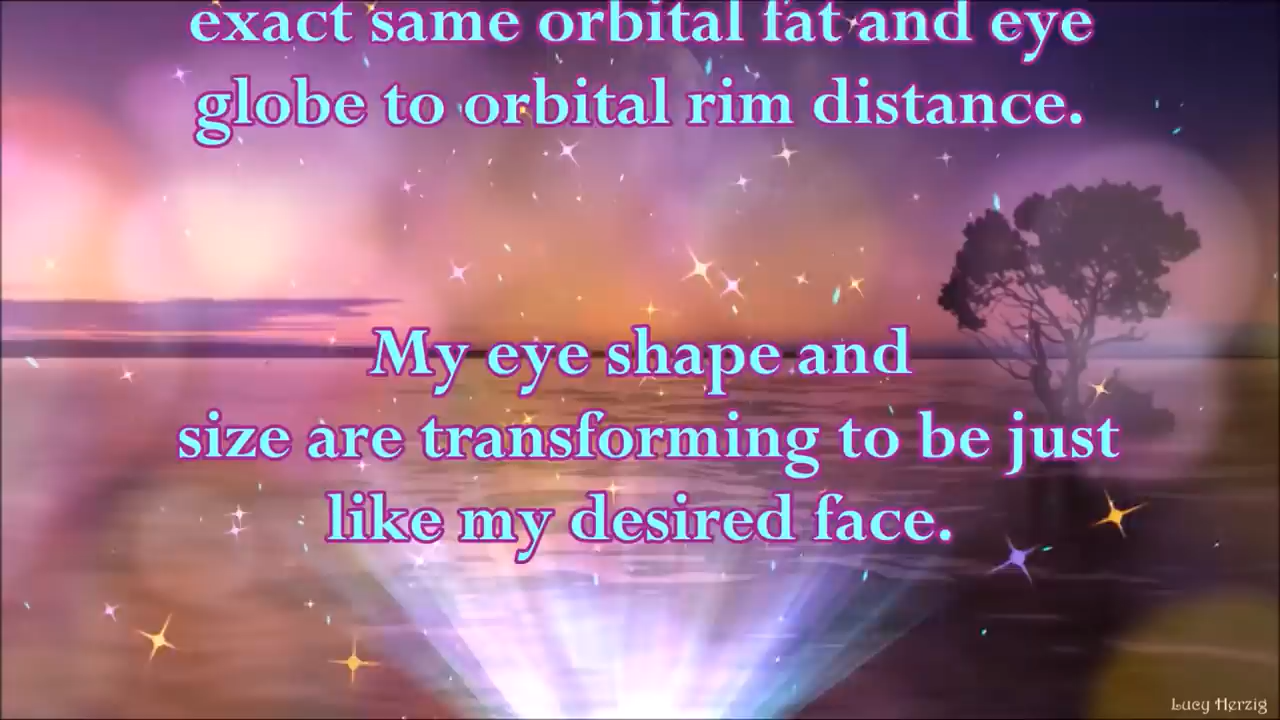 exact same orbital fat and eye
globe to orbital rim distance.
My eye shape and
size are transforming to be just
like my desired face.
Lucy Herzig